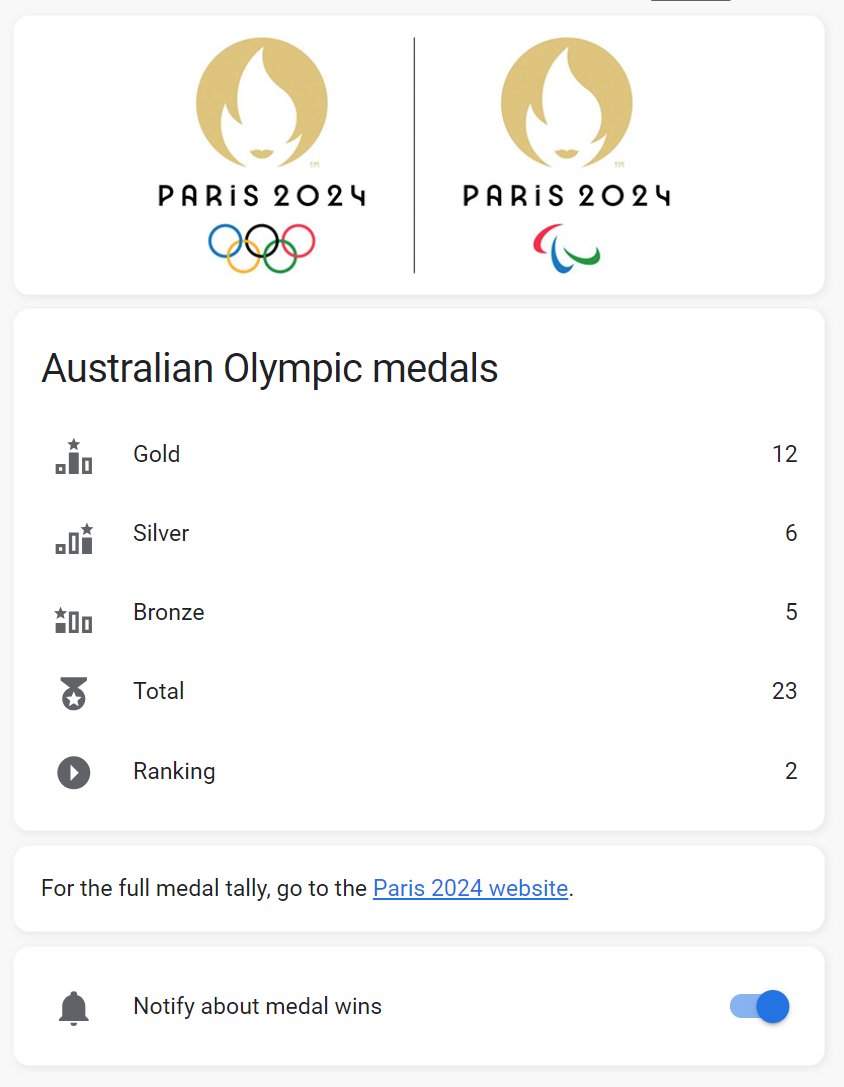 TM
PARIS 2024
TM
PARIS 2024
Australian Olympic medals
Gold 12
Silver 6
Bronze 5
Total 23
Ranking 2
For the full medal tally, go to the Paris 2024 website.
Notify about medal wins